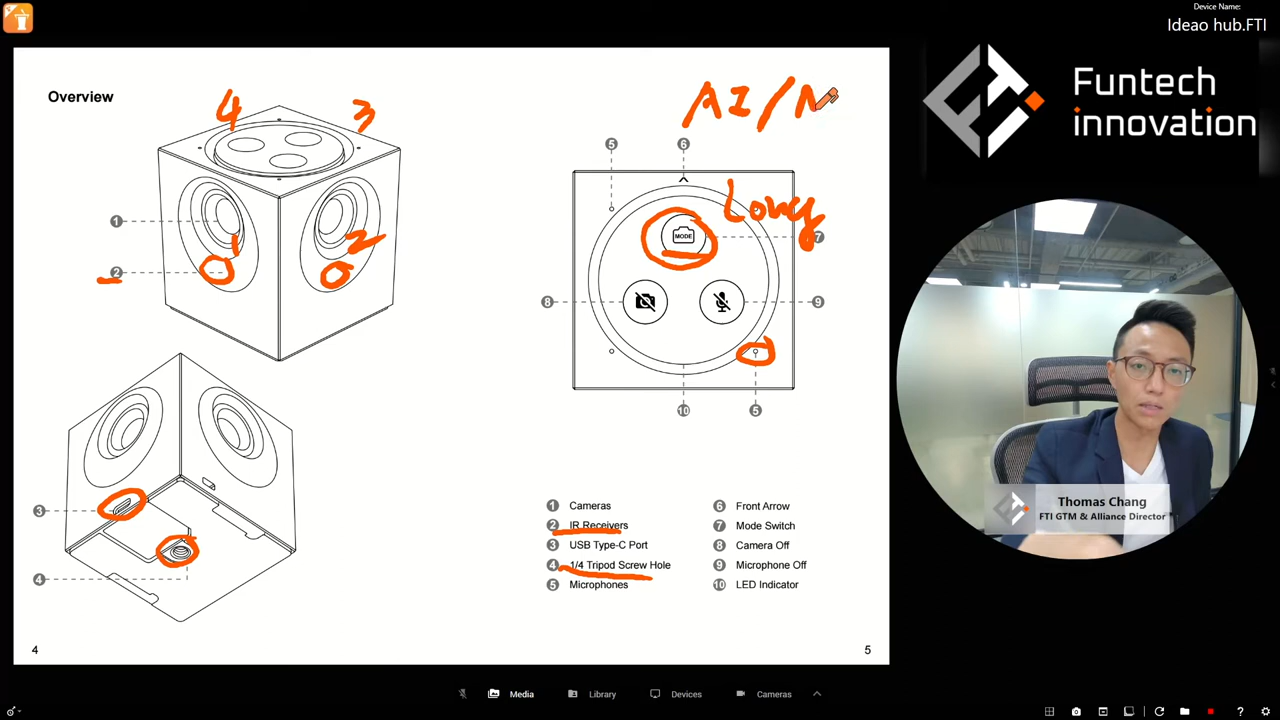 Device Name:
Ideao hub.FTI
Overview
4
3
AI/
Funtech
innovation
5
6
1
1
2
Long
MODE
7
2
8
9
10
5
3
4
1 Cameras
2 IR Receivers
3 USB Type-C Port
4 1/4 Tripod Screw Hole
5 Microphones
6 Front Arrow
7 Mode Switch
8 Camera Off
9 Microphone Off
10 LED Indicator
Thomas Chang
FTI GTM & Alliance Director
4
5
Media
Library
Devices
Cameras